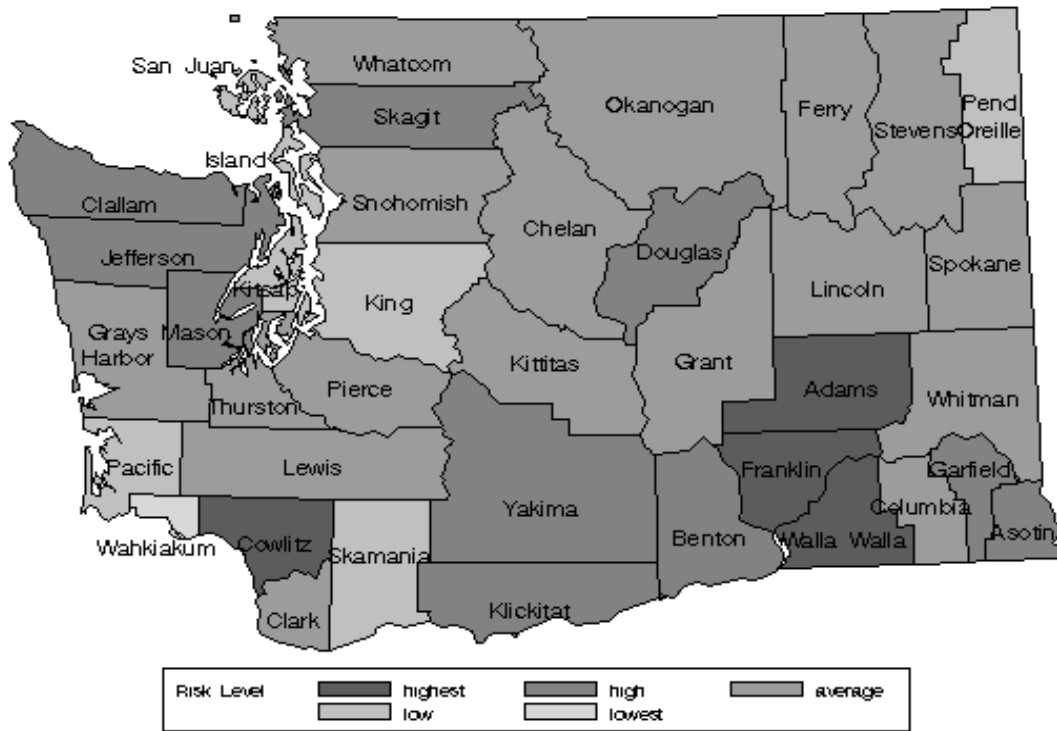 San Juan
Whatcom
Skagit
Okanogan
Ferry
Stevens
Pend
Oreille
Island
Clallam
Snohomish
Chelan
Douglas
Jefferson
Kitsap
King
Lincoln
Spokane
Grays
Harbor
Mason
Kittitas
Grant
Pierce
Thurston
Adams
Whitman
Pacific
Lewis
Franklin
Garfield
Yakima
Columbia
Wahkiakum
Cowlitz
Skamania
Benton
Walla Walla
Asotin
Clark
Klickitat
Risk Level highest high average
low lowest